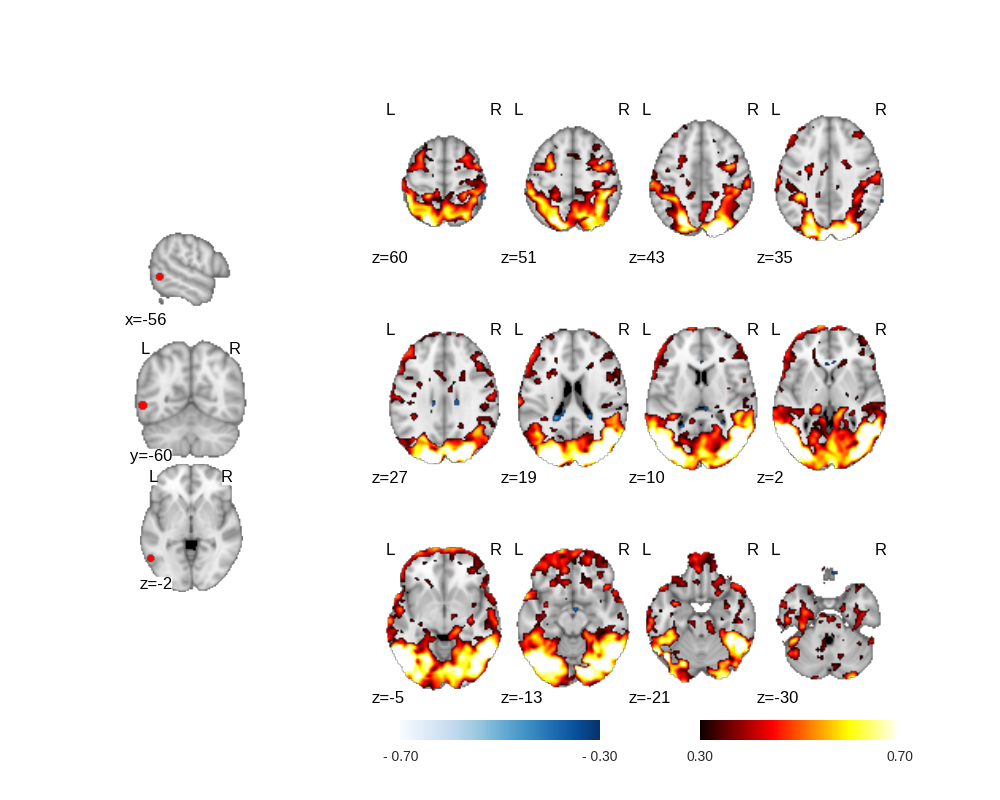 L R L R L R L R
z=60 z=51 z=43 z=35
x=-56
L R
y=-60
L R
z=-2
L R L R L R L R
z=27 z=19 z=10 z=2
L R L R L R L R
z=-5 z=-13 z=-21 z=-30
- 0.70 - 0.30 0.30 0.70